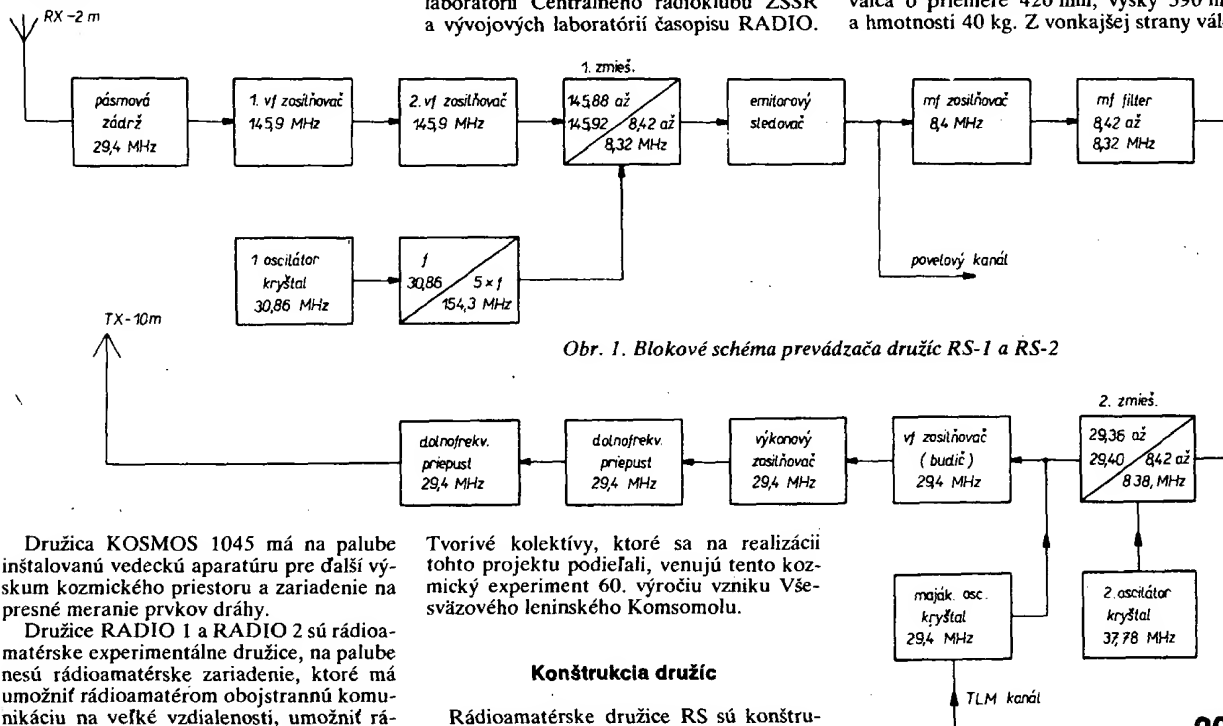 laboratórií Centrálneho rádioklubu ZSSR
a vývojových laboratórií časopisu RADIO.
a hmotnosti 40 kg. Z vonkajšej strany vál-
RX-2 m
pásmová
zádrž
29,4 MHz
1. vf zosilňovač
145,9 MHz
2. vf zosilňovač
145,9 MHz
1. zmieš.
145,88 až
145,92
8,42 až
8,32 MHz
emitorový
sledovač
mf zosilňovač
8,4 MHz
mf filter
8,42 až
8,32 MHz
1 oscilátor
kryštal
30,86 MHz
f
30,86
5×f
154,3 MHz
povelový kanál
TX-10m
Obr. 1. Blokové schéma prevádzača družíc RS-1 a RS-2
dolnofrekv.
priepust
29,4 MHz
dolnofrekv.
priepust
29,4 MHz
výkonový
zosilňovač
29,4 MHz
vf zosilňovač
(budič)
29,4 MHz
2. zmieš.
29,36 až
29,40
8,42 až
8 38, MHz
maják. osc.
kryštal
29,4 MHz
2. oscilátor
kryštal
37,78 MHz
TLM kanál
Družica KOSMOS 1045 má na palube
inštalovanú vedeckú aparatúru pre ďalší vý-
skum kozmického priestoru a zariadenie na
presné meranie prvkov dráhy.
Družice RADIO 1 a RADIO 2 sú rádioa-
matérske experimentálne družice, na palube
nesú rádioamatérske zariadenie, ktoré má
umožniť rádioamatérom obojstrannú komu-
nikáciu na veľké vzdialenosti, umožniť rá-
Tvorivé kolektívy, ktoré sa na realizácii
tohto projektu podieľali, venujú tento koz-
mický experiment 60. výročiu vzniku Vše-
sväzového leninského Komsomolu.
Konštrukcia družíc
Rádioamatérske družice RS sú konštru-